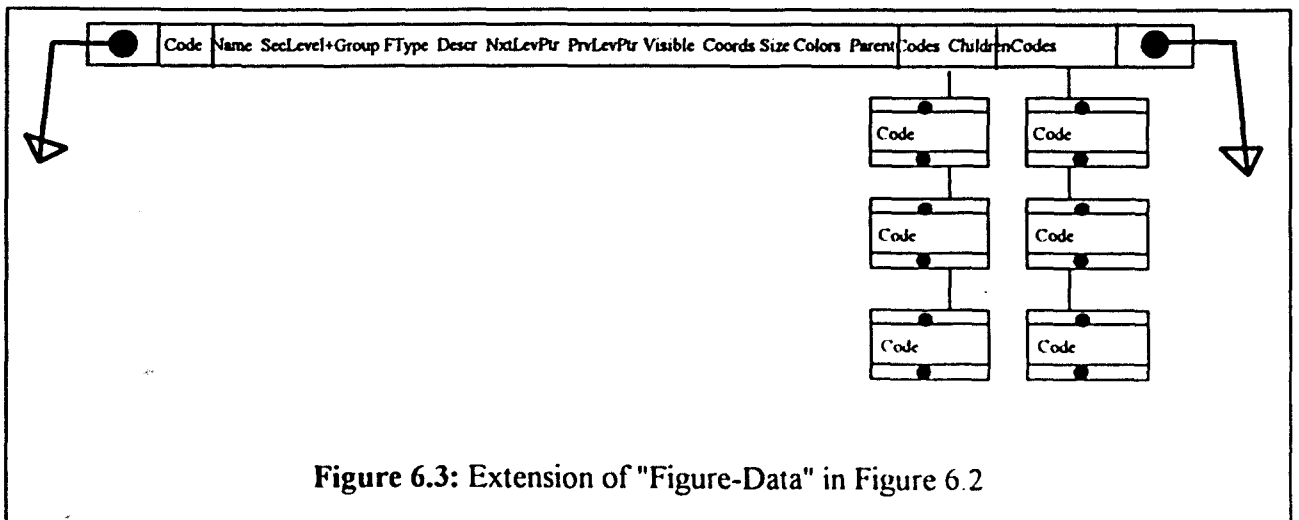 Code Name SecLevel+Group FType Descr NxtLevPtr PrvLevPtr Visible Coords Size Colors ParentCodes ChildrenCodes
Code Code
Code Code
Code Code
Figure 6.3: Extension of "Figure-Data" in Figure 6.2